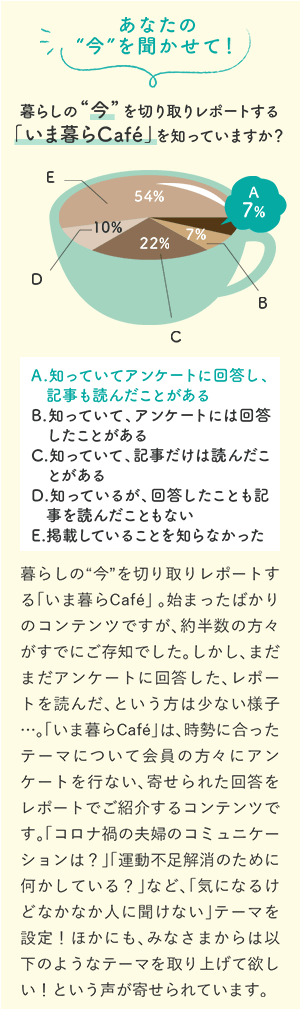 あなたの
“今”を聞かせて！
暮らしの“今”を切り取りレポートする
「いま暮らCafé」を知っていますか？
E
54%
A
7%
10%
7%
22%
D
B
C
A.知っていてアンケートに回答し、
記事も読んだことがある
B.知っていて、アンケートには回答
したことがある
C.知っていて、記事だけは読んだこ
とがある
D.知っているが、回答したことも記
事を読んだこともない
E.掲載していることを知らなかった
暮らしの“今”を切り取りレポートす
る「いま暮らCafé」。始まったばかり
のコンテンツですが、約半数の方々
がすでにご存知でした。しかし、まだ
まだアンケートに回答した、レポー
トを読んだ、という方は少ない様子
…。「いま暮らCafé」は、時勢に合った
テーマについて会員の方々にアン
ケートを行ない、寄せられた回答を
レポートでご紹介するコンテンツで
す。「コロナ禍の夫婦のコミュニケー
ションは？」「運動不足解消のために
何かしている？」など、「気になるけ
どなかなか人に聞けない」テーマを
設定！ほかにも、みなさまからは以
下のようなテーマを取り上げて欲し
い！という声が寄せられています。